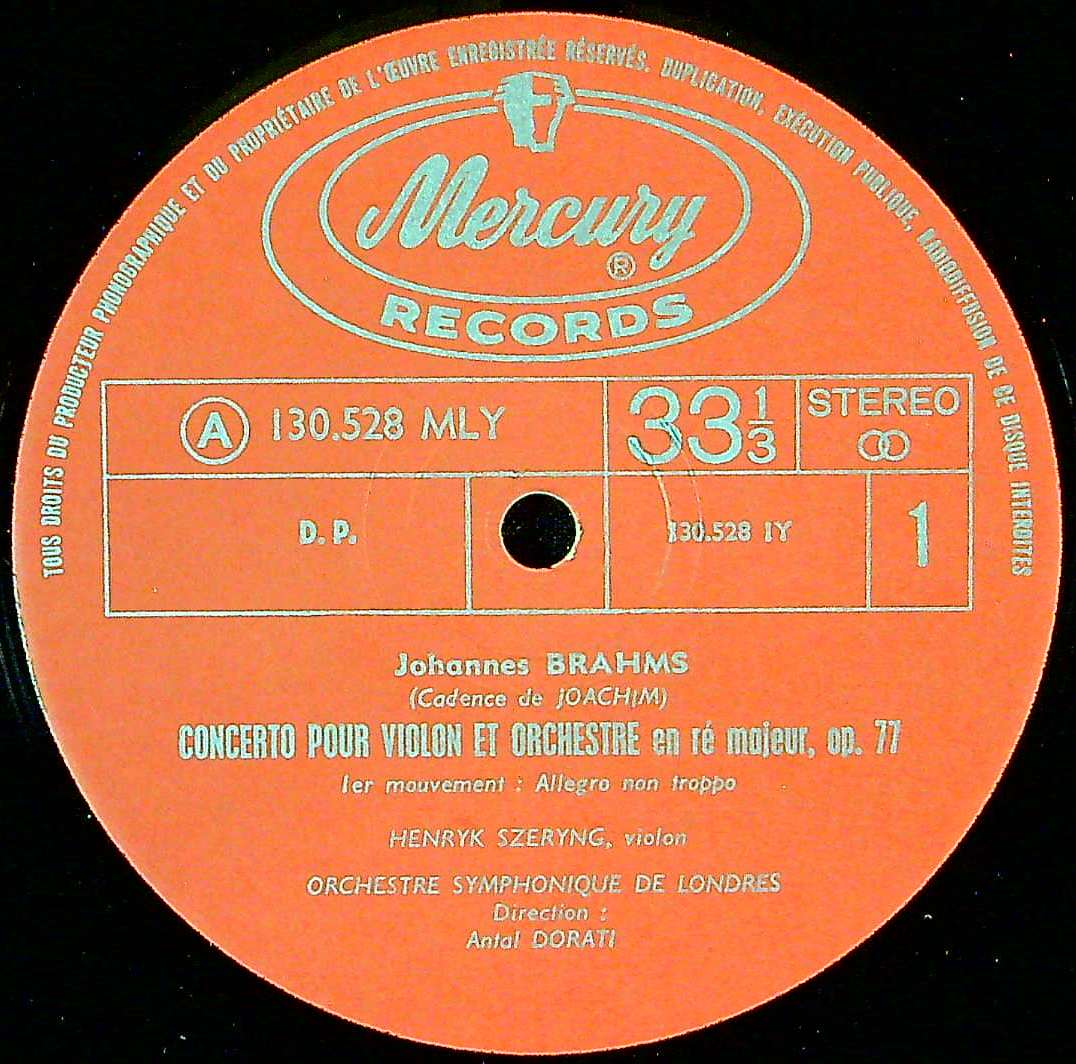 TOUS DROITS DU PRODUCTEUR PHONOGRAPHIQUE ET DU PROPRIÉTAIRE DE L'ŒUVRE ENREGISTRÉE RÉSERVÉS. DUPLICATION, EXÉCUTION PUBLIQUE, RADIODIFFUSION DE CE DISQUE INTERDITES
Mercury
®
RECORDS
A 130.528 MLY
33 1/3
STEREO
D. P.
130.528 1Y
1
Johannes BRAHMS
(Cadence de JOACHIM)
CONCERTO POUR VIOLON ET ORCHESTRE en ré majeur, op. 77
1er mouvement : Allegro non troppo
HENRYK SZERYNG, violon
ORCHESTRE SYMPHONIQUE DE LONDRES
Direction :
Antal DORATI